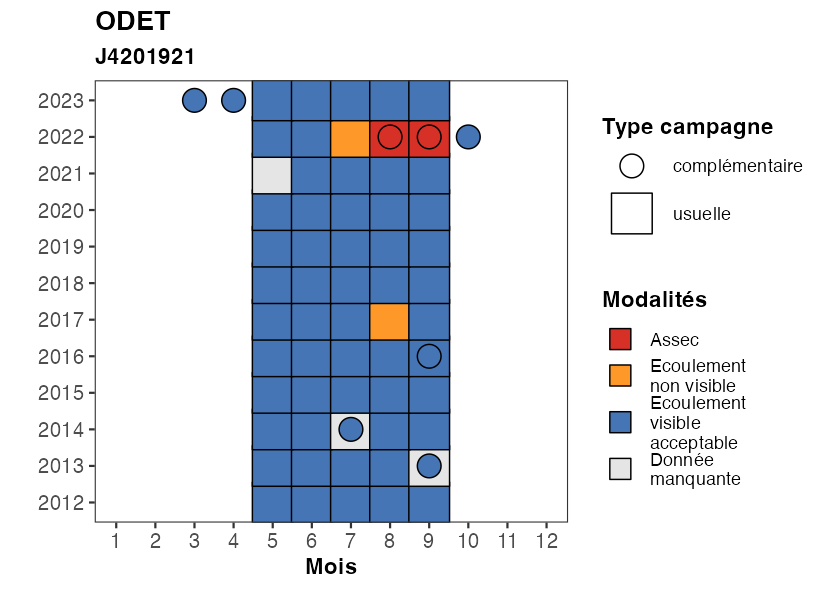 ODET
J4201921
2023
2022
2021
2020
2019
2018
2017
2016
2015
2014
2013
2012
1 2 3 4 5 6 7 8 9 10 11 12
Mois
Type campagne
complémentaire
usuelle
Modalités
Assec
Ecoulement
non visible
Ecoulement
visible
acceptable
Donnée
manquante